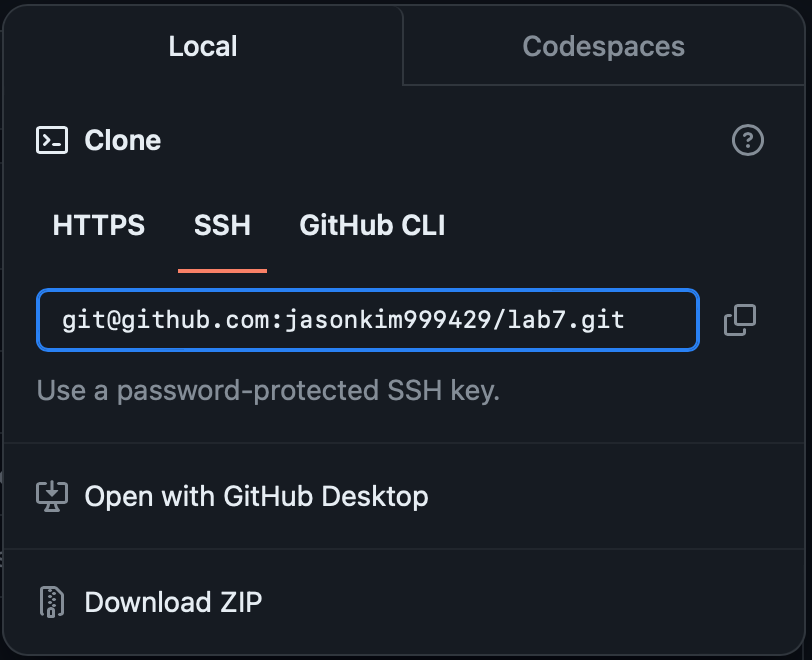 Local
Codespaces
Clone
HTTPS
SSH
GitHub CLI
git@github.com:jasonkim999429/lab7.git
Use a password-protected SSH key.
Open with GitHub Desktop
Download ZIP